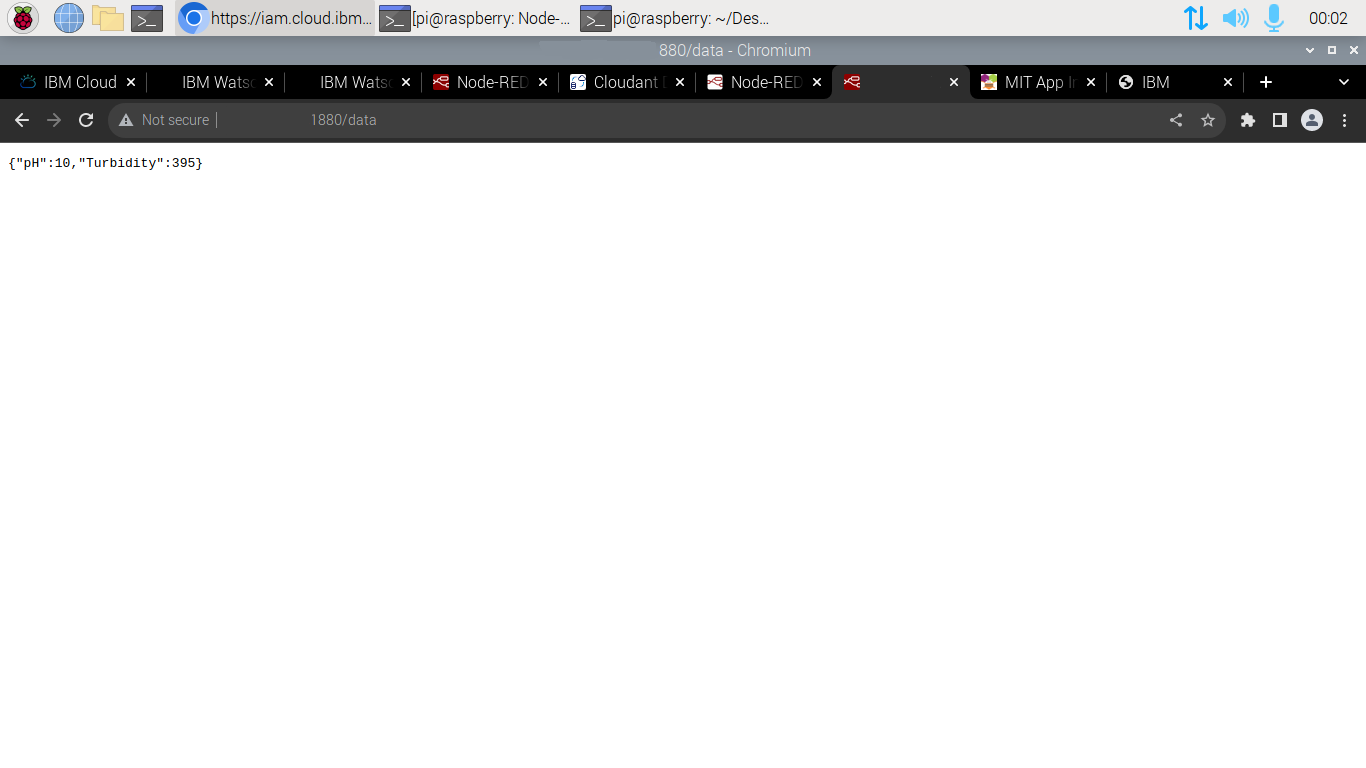 https://iam.cloud.ibm... [pi@raspberry: Node-... pi@raspberry: ~/Des... 00:02
880/data - Chromium
IBM Cloud IBM Wats IBM Wats Node-RED Cloudant Node-RED MIT App In IBM
Not secure 1880/data
{"pH":10,"Turbidity":395}